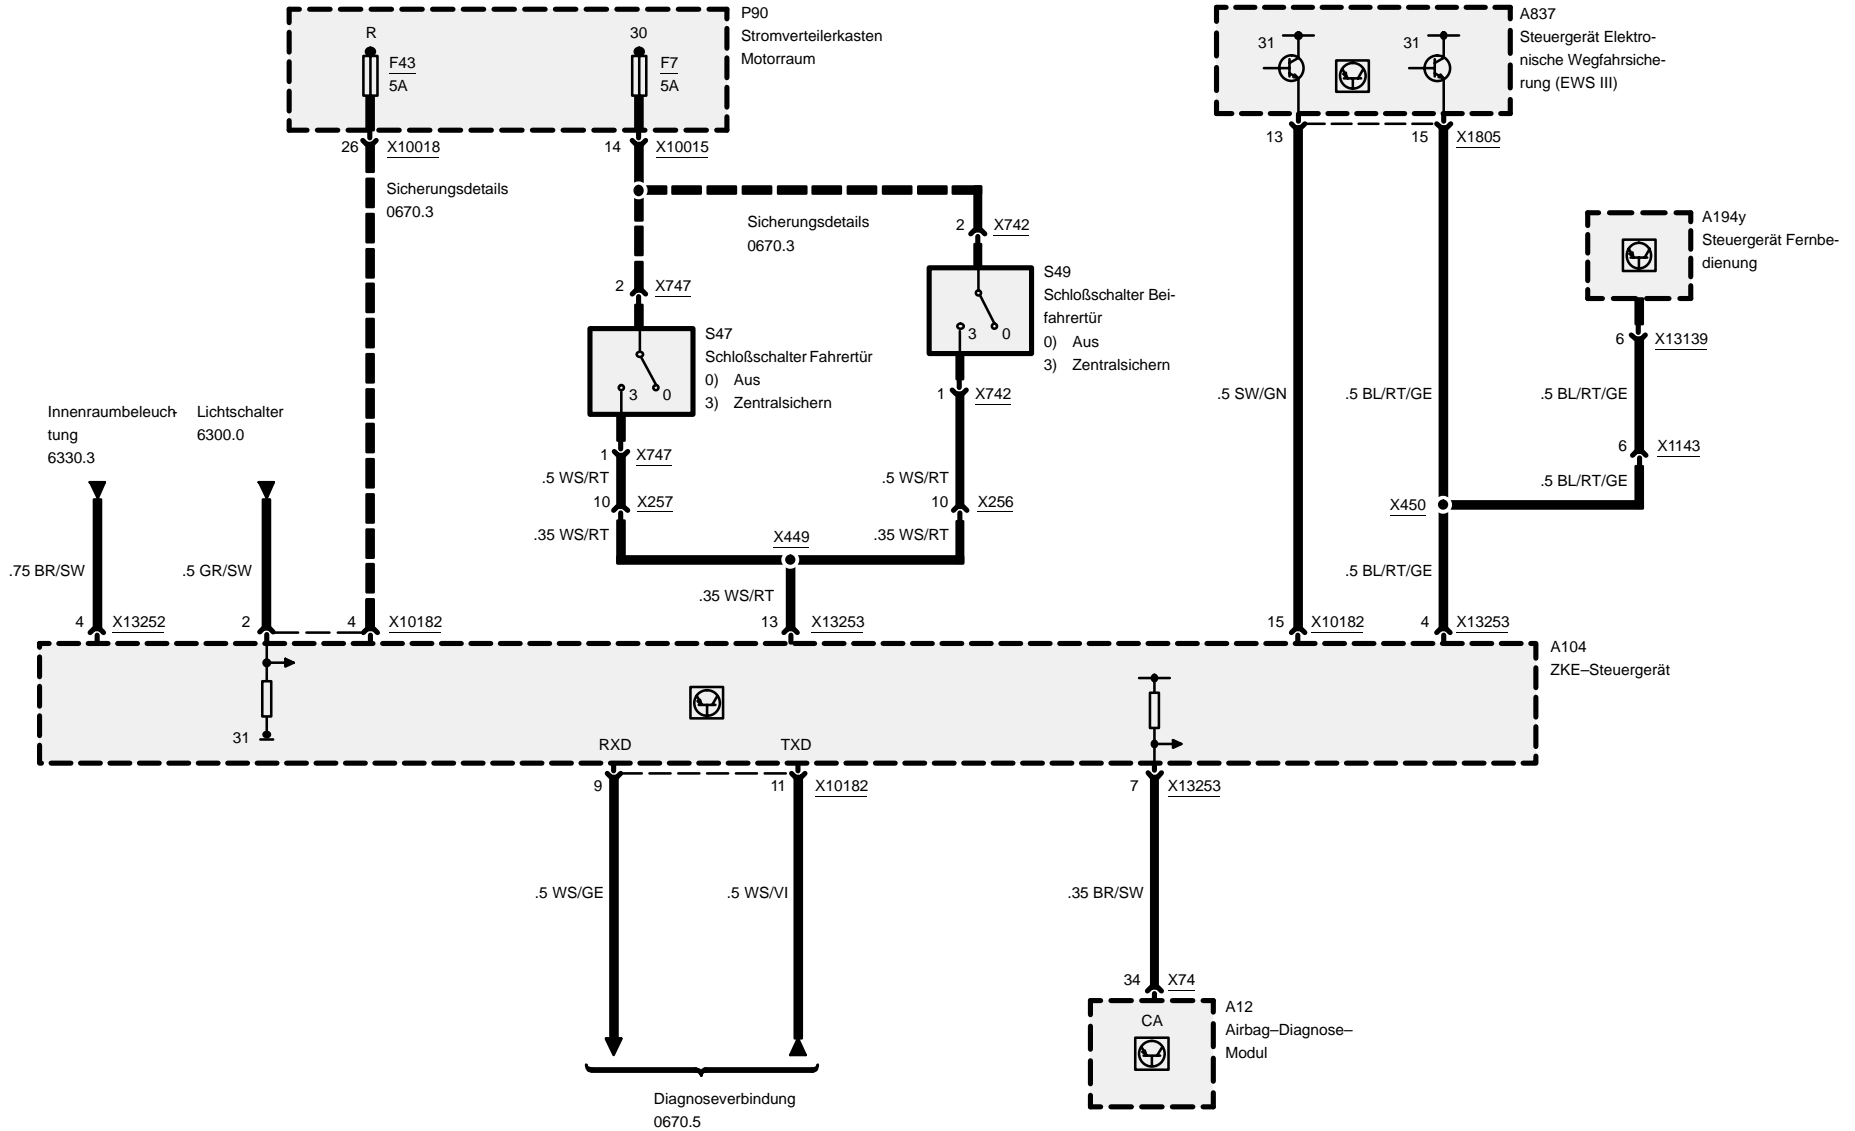 P90
Stromverteilerkasten
Motorraum
R
F43
5A
30
F7
5A
26 X10018
14 X10015
Sicherungsdetails
0670.3
Sicherungsdetails
0670.3
2 X742
2 X747
S47
Schloßschalter Fahrertür
0) Aus
3) Zentralsichern
3 0
S49
Schloßschalter Bei-
fahrertür
0) Aus
3) Zentralsichern
3 0
1 X742
1 X747
.5 WS/RT
.5 WS/RT
10 X257
10 X256
.35 WS/RT
.35 WS/RT
X449
.35 WS/RT
A837
Steuergerät Elektro-
nische Wegfahrsiche-
rung (EWS III)
31
31
13
15 X1805
A194y
Steuergerät Fernbe-
dienung
6 X13139
.5 SW/GN
.5 BL/RT/GE
.5 BL/RT/GE
6 X1143
.5 BL/RT/GE
X450
.5 BL/RT/GE
Innenraumbeleuch-
tung
6330.3
Lichtschalter
6300.0
.75 BR/SW
.5 GR/SW
4 X13252
2
4 X10182
13 X13253
15 X10182
4 X13253
A104
ZKE–Steuergerät
31
RXD
TXD
9
11 X10182
7 X13253
.5 WS/GE
.5 WS/VI
.35 BR/SW
34 X74
A12
Airbag–Diagnose–
Modul
CA
Diagnoseverbindung
0670.5